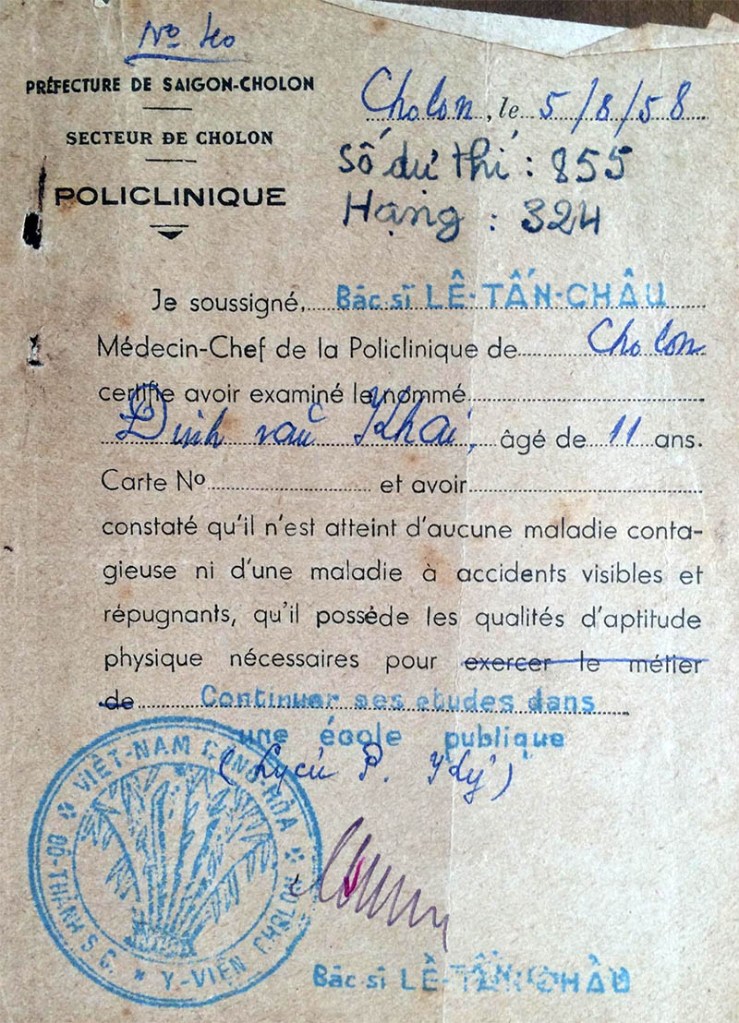 No 40
PRÉFECTURE DE SAIGON-CHOLON
SECTEUR DE CHOLON
POLICLINIQUE
Cholon, le 5/8/58
Số dự thí : 855
Hạng : 324
Je soussigné, Bác-sĩ LÊ-TẤN-CHÂU
Médecin-Chef de la Policlinique de Cholon
certifie avoir examiné le nommé
Đinh văn Khai, âgé de 11 ans.
Carte No et avoir
constaté qu'il n'est atteint d'aucune maladie conta-
gieuse ni d'une maladie à accidents visibles et
répugnants, qu'il possède les qualités d'aptitude
physique nécessaires pour exercer le métier
de Continuer ses etudes dans
une école publique
(Lycée P. Ký)
VIỆT-NAM CỘNG-HÒA
ĐÔ-THÀNH S.G. * Y-VIỆN CHOLON
Bác-sĩ LÊ-TẤN-CHÂU